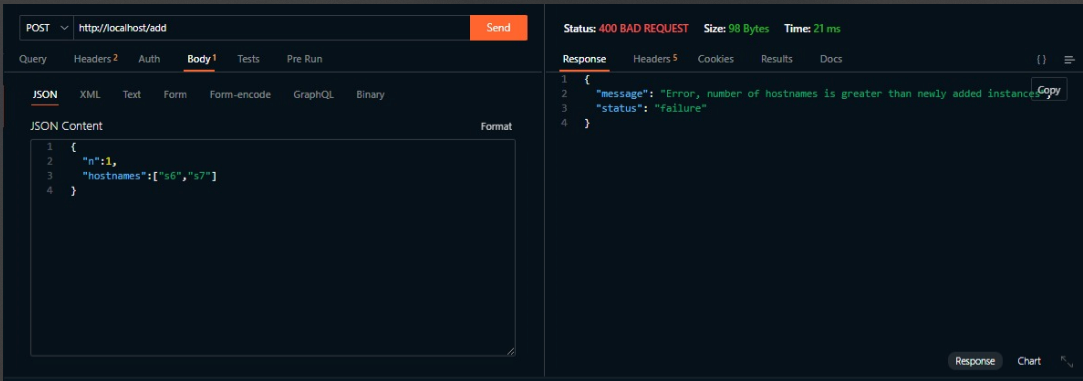 POST http://localhost/add Send
Query Headers 2 Auth Body 1 Tests Pre Run
JSON XML Text Form Form-encode GraphQL Binary
JSON Content Format
1 {
2 "n":1,
3 "hostnames":["s6","s7"]
4 }
Status: 400 BAD REQUEST Size: 98 Bytes Time: 21 ms
Response Headers 5 Cookies Results Docs { }
Copy
1 {
2 "message": "Error, number of hostnames is greater than newly added instances",
3 "status": "failure"
4 }
Response Chart